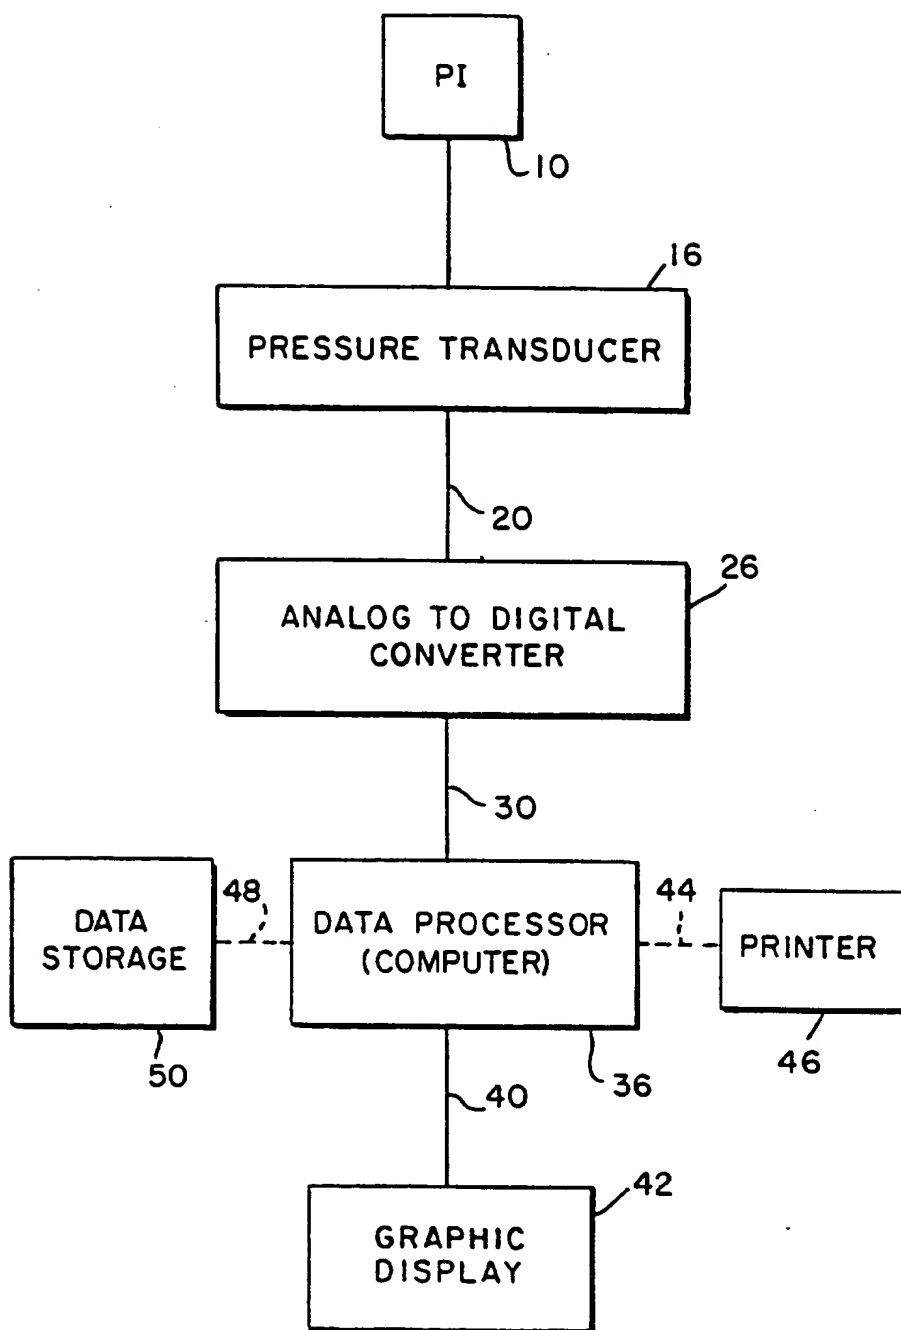 PI
10
16
PRESSURE TRANSDUCER
20
26
ANALOG TO DIGITAL
CONVERTER
30
48
44
DATA
STORAGE
DATA PROCESSOR
(COMPUTER)
PRINTER
50
40
36
46
42
GRAPHIC
DISPLAY